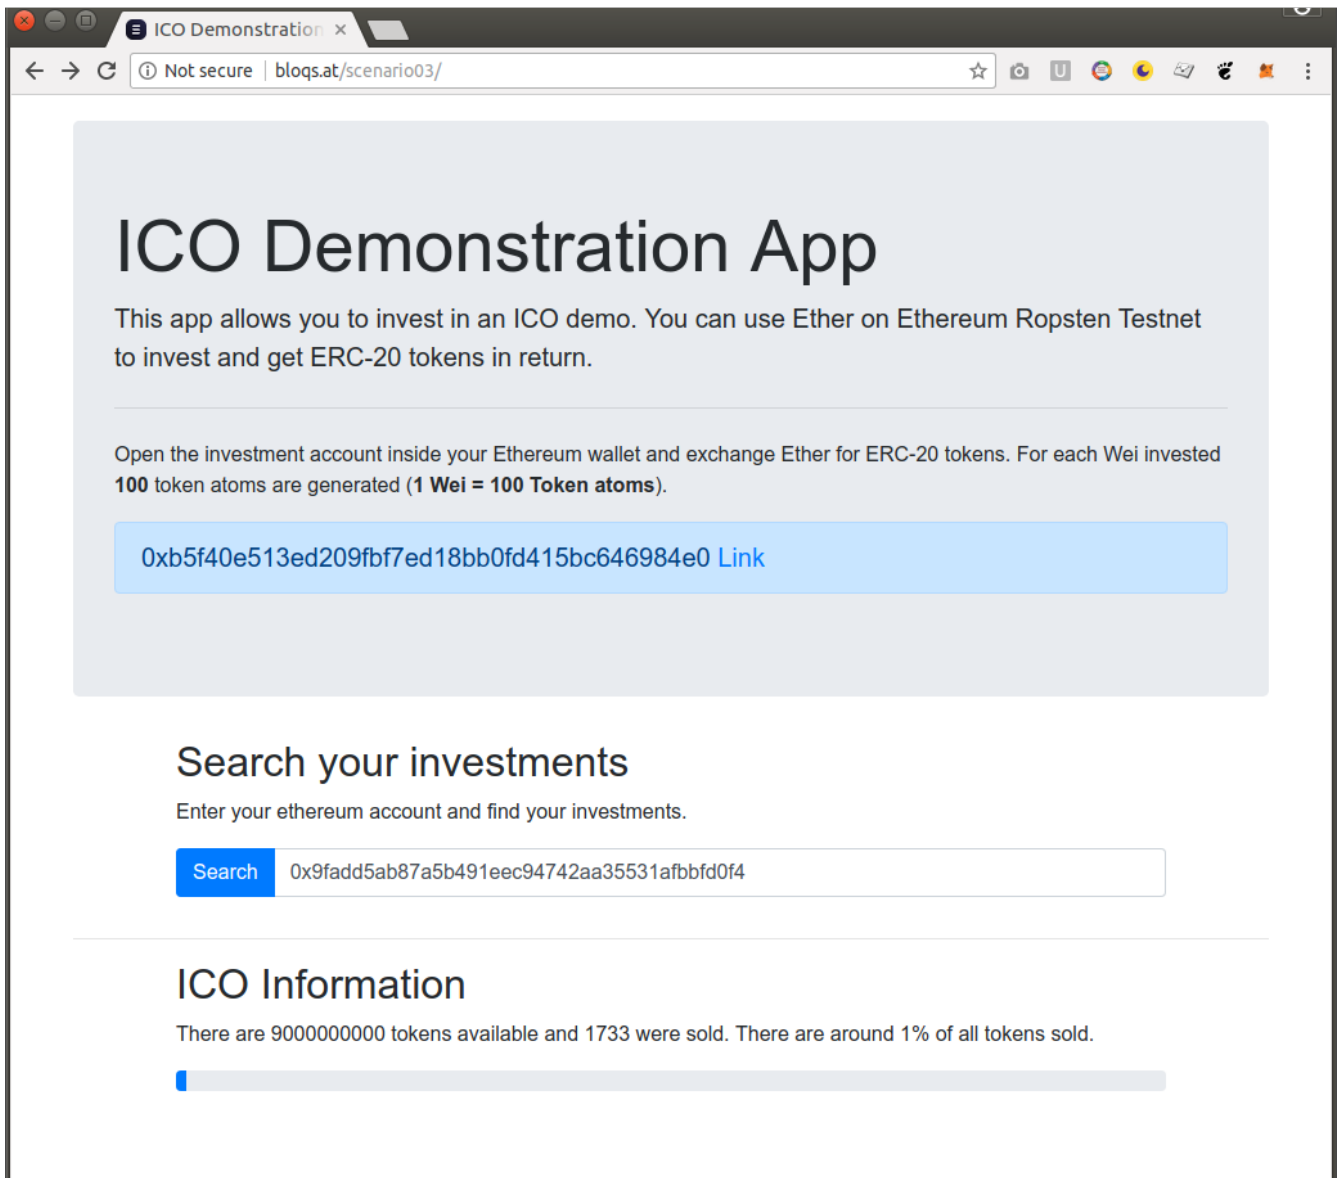 ICO Demonstration
Not secure | bloqs.at/scenario03/
ICO Demonstration App
This app allows you to invest in an ICO demo. You can use Ether on Ethereum Ropsten Testnet
to invest and get ERC-20 tokens in return.
Open the investment account inside your Ethereum wallet and exchange Ether for ERC-20 tokens. For each Wei invested
100 token atoms are generated (1 Wei = 100 Token atoms).
0xb5f40e513ed209fbf7ed18bb0fd415bc646984e0 Link
Search your investments
Enter your ethereum account and find your investments.
Search 0x9fadd5ab87a5b491eec94742aa35531afbbfd0f4
ICO Information
There are 9000000000 tokens available and 1733 were sold. There are around 1% of all tokens sold.